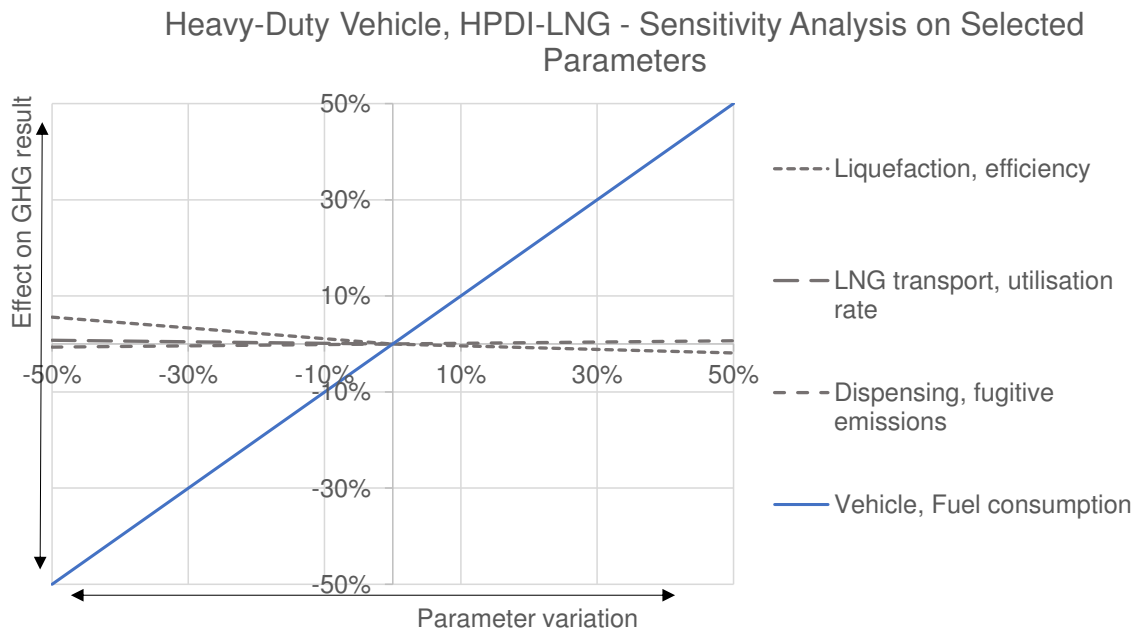 Heavy-Duty Vehicle, HPDI-LNG - Sensitivity Analysis on Selected
Parameters
Effect on GHG result
50%
30%
10%
-10%
-30%
-50%
-50%
-30%
-10%
10%
30%
50%
Parameter variation
Liquefaction, efficiency
LNG transport, utilisation
rate
Dispensing, fugitive
emissions
Vehicle, Fuel consumption